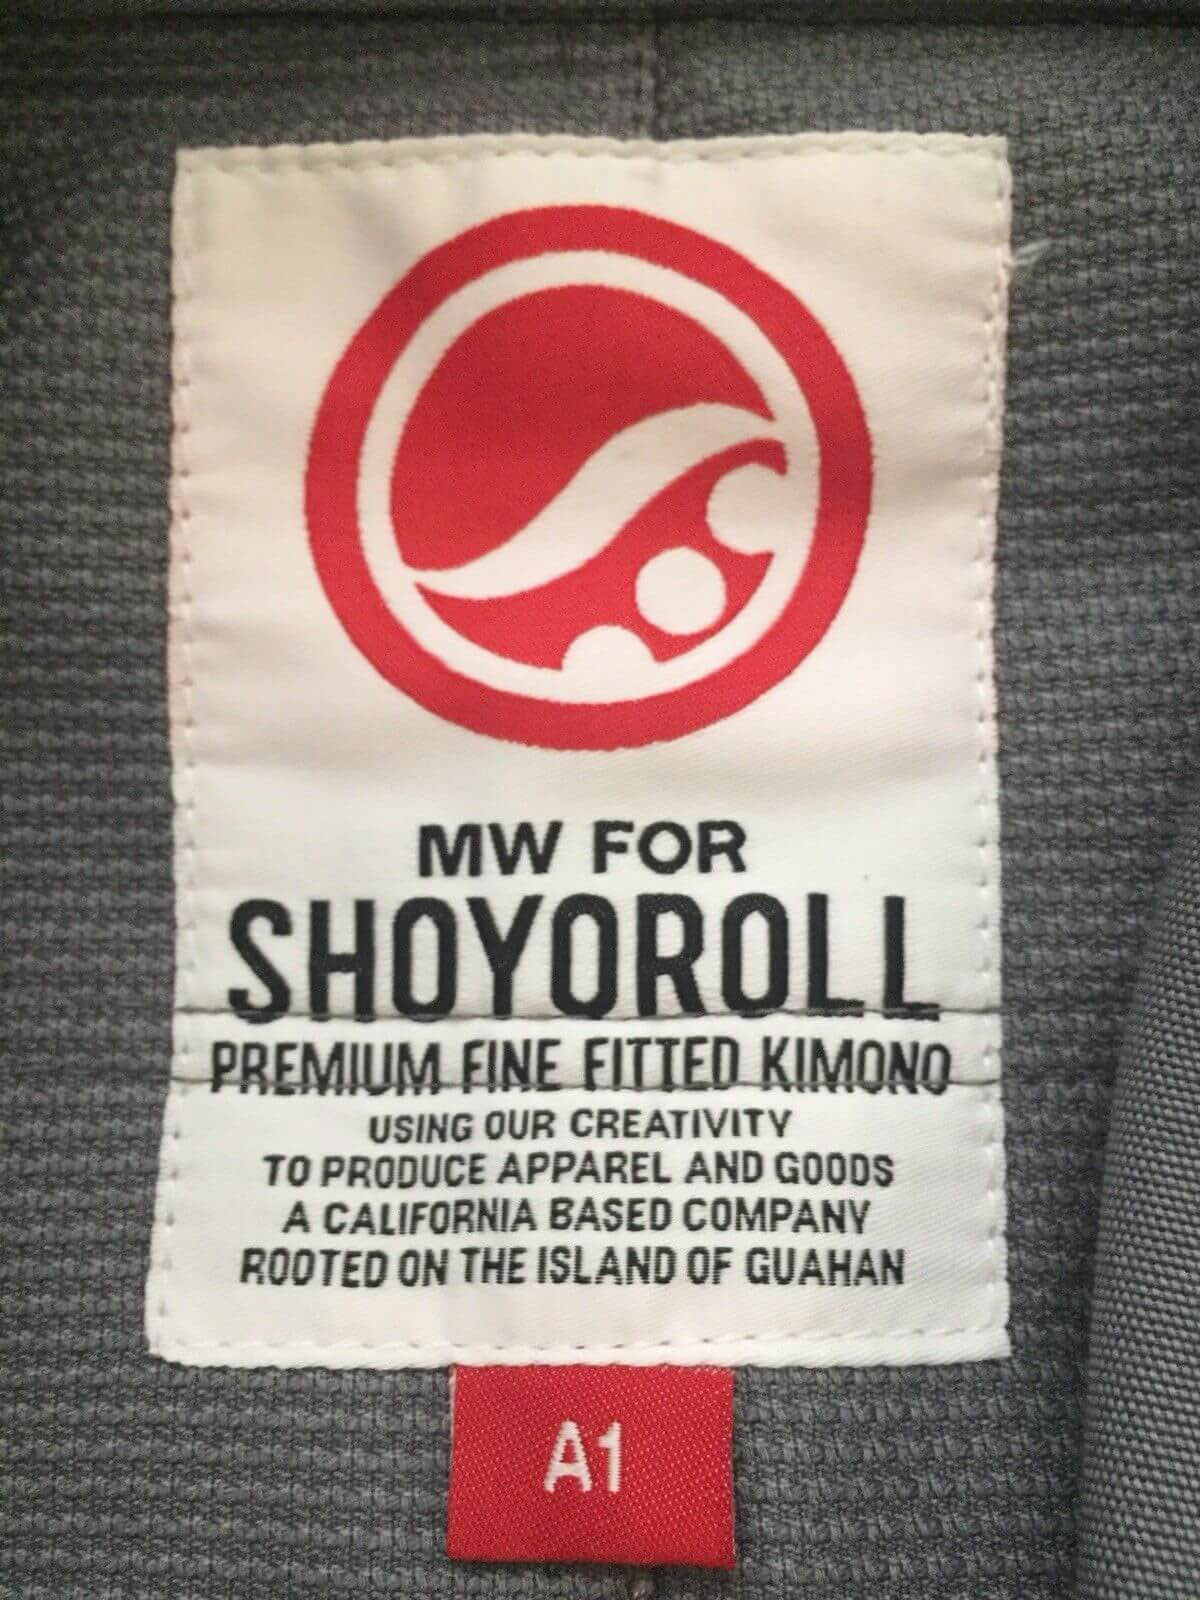 MW FOR
SHOYOROLL
PREMIUM FINE FITTED KIMONO
USING OUR CREATIVITY
TO PRODUCE APPAREL AND GOODS
A CALIFORNIA BASED COMPANY
ROOTED ON THE ISLAND OF GUAHAN
A1